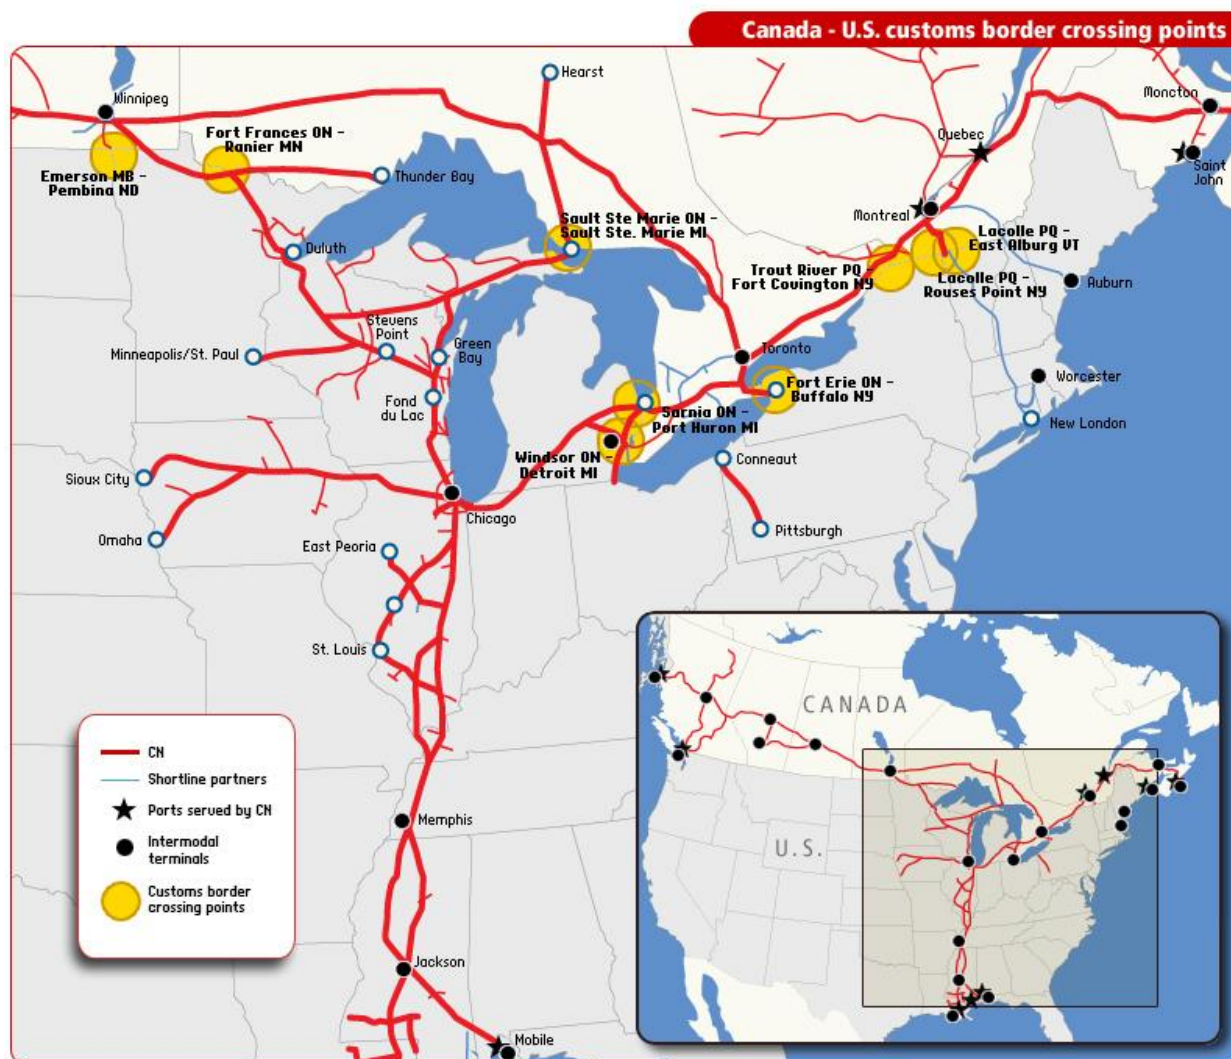 Canada - U.S. customs border crossing points
Hearst
Winnipeg
Moncton
Fort Frances ON -
Ranier MN
Quebec
Emerson MB -
Pembina ND
Thunder Bay
Saint
John
Sault Ste Marie ON -
Sault Ste. Marie MI
Montreal
Lacolle PQ -
East Alburg VT
Duluth
Trout River PQ -
Fort Covington NY
Lacolle PQ -
Rouses Point NY
Auburn
Stevens
Point
Minneapolis/St. Paul
Green
Bay
Toronto
Worcester
Fort Erie ON -
Buffalo NY
Fond
du Lac
Sarnia ON -
Port Huron MI
New London
Windsor ON -
Detroit MI
Conneaut
Sioux City
Chicago
Pittsburgh
Omaha
East Peoria
St. Louis
CANADA
U.S.
CN
Shortline partners
Ports served by CN
Intermodal
terminals
Customs border
crossing points
Memphis
Jackson
Mobile